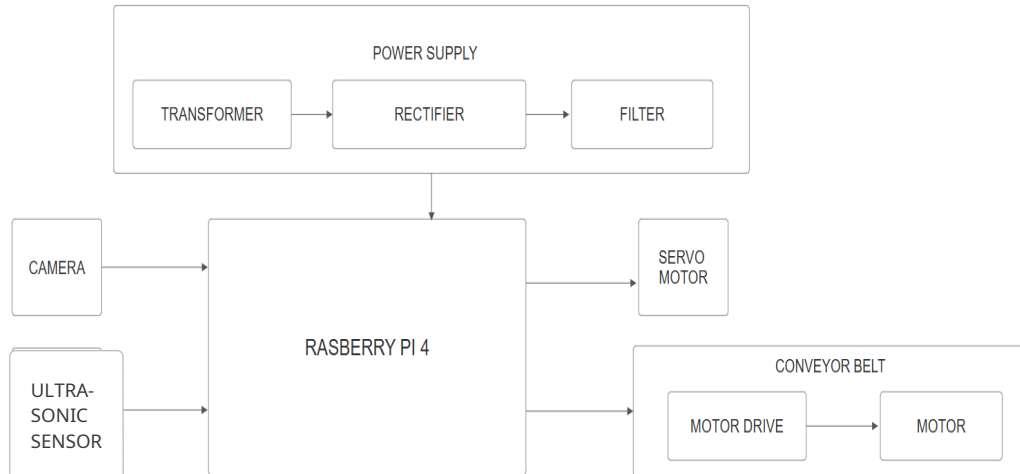 POWER SUPPLY
TRANSFORMER
RECTIFIER
FILTER
CAMERA
SERVO
MOTOR
RASBERRY PI 4
ULTRA-
SONIC
SENSOR
CONVEYOR BELT
MOTOR DRIVE
MOTOR